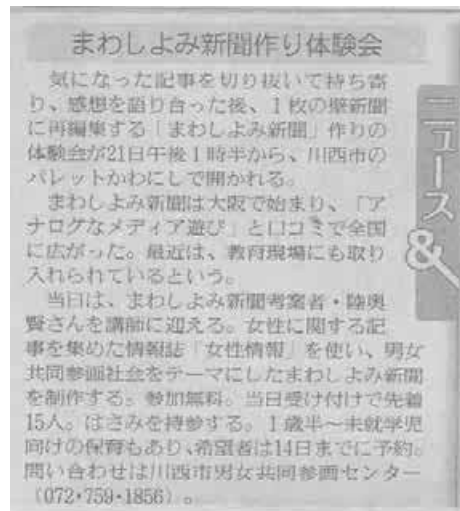 まわしよみ新聞作り体験会
気になった記事を切り抜いて持ち寄
り、感想を語り合った後、1枚の壁新聞
に再編集する「まわしよみ新聞」作りの
体験会が21日午後1時半から、川西市の
パレットかわにしで開かれる。
まわしよみ新聞は大阪で始まり、「ア
ナログなメディア遊び」と口コミで全国
に広がった。最近は、教育現場にも取り
入れられているという。
当日は、まわしよみ新聞考案者・陸奥
賢さんを講師に迎える。女性に関する記
事を集めた情報誌「女性情報」を使い、男女
共同参画社会をテーマにしたまわしよみ新聞
を制作する。参加無料。当日受け付けで先着
15人。はさみを持参する。1歳半～未就学児
向けの保育もあり、希望者は14日までに予約。
問い合わせは川西市男女共同参画センター
(072・759・1856)。
ニュース&